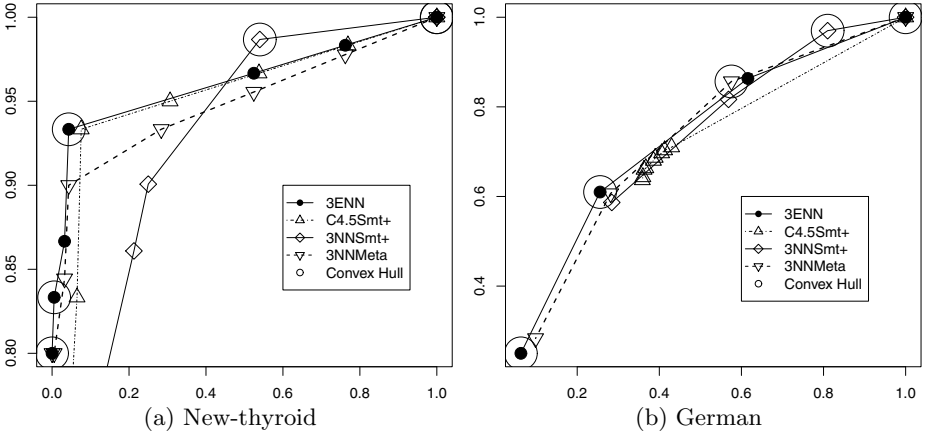 1.00
0.95
0.90
0.85
0.80
0.0 0.2 0.4 0.6 0.8 1.0
3ENN
C4.5Smt+
3NNSmt+
3NNMeta
Convex Hull
(a) New-thyroid
1.0
0.8
0.6
0.4
0.2 0.4 0.6 0.8 1.0
3ENN
C4.5Smt+
3NNSmt+
3NNMeta
Convex Hull
(b) German